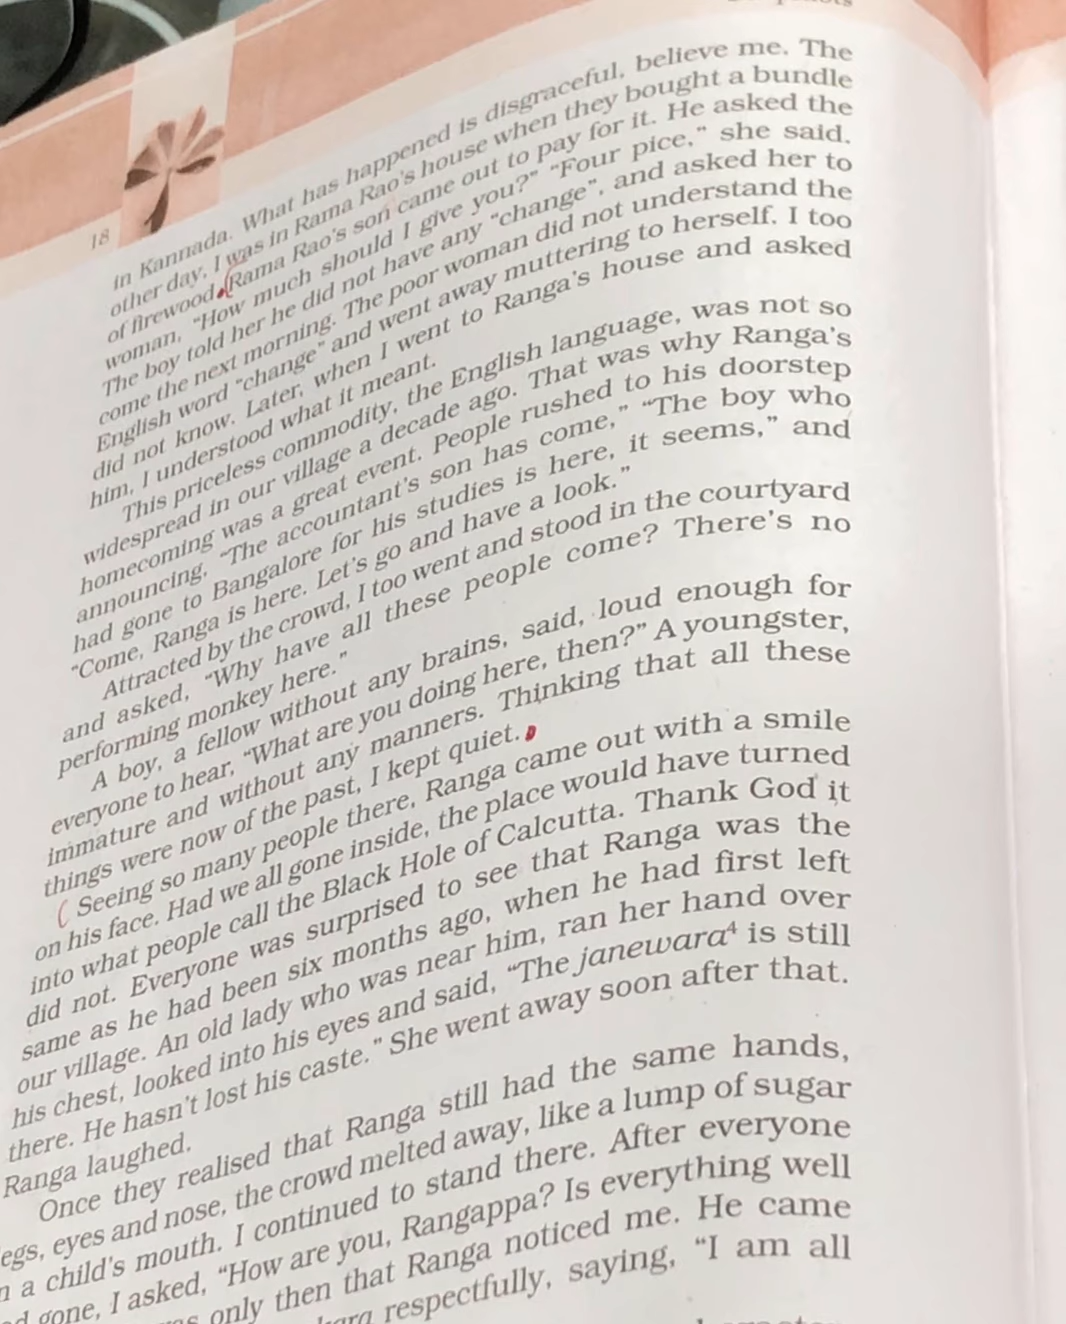 18
in Kannada. What has happened is disgraceful, believe me. The
other day, I was in Rama Rao's house when they bought a bundle
of firewood. Rama Rao's son came out to pay for it. He asked the
woman, "How much should I give you?" "Four pice," she said.
The boy told her he did not have any "change", and asked her to
come the next morning. The poor woman did not understand the
English word "change" and went away muttering to herself. I too
did not know. Later, when I went to Ranga's house and asked
him, I understood what it meant.
This priceless commodity, the English language, was not so
widespread in our village a decade ago. That was why Ranga's
homecoming was a great event. People rushed to his doorstep
announcing, "The accountant's son has come," "The boy who
had gone to Bangalore for his studies is here, it seems," and
"Come, Ranga is here. Let's go and have a look."
Attracted by the crowd, I too went and stood in the courtyard
and asked, "Why have all these people come? There's no
performing monkey here."
A boy, a fellow without any brains, said, loud enough for
everyone to hear, "What are you doing here, then?" A youngster,
immature and without any manners. Thinking that all these
things were now of the past, I kept quiet.
Seeing so many people there, Ranga came out with a smile
on his face. Had we all gone inside, the place would have turned
into what people call the Black Hole of Calcutta. Thank God it
did not. Everyone was surprised to see that Ranga was the
same as he had been six months ago, when he had first left
our village. An old lady who was near him, ran her hand over
his chest, looked into his eyes and said, "The janewara4 is still
there. He hasn't lost his caste." She went away soon after that.
Ranga laughed.
Once they realised that Ranga still had the same hands,
egs, eyes and nose, the crowd melted away, like a lump of sugar
a child's mouth. I continued to stand there. After everyone
gone, I asked, "How are you, Rangappa? Is everything well
only then that Ranga noticed me. He came
respectfully, saying, "I am all